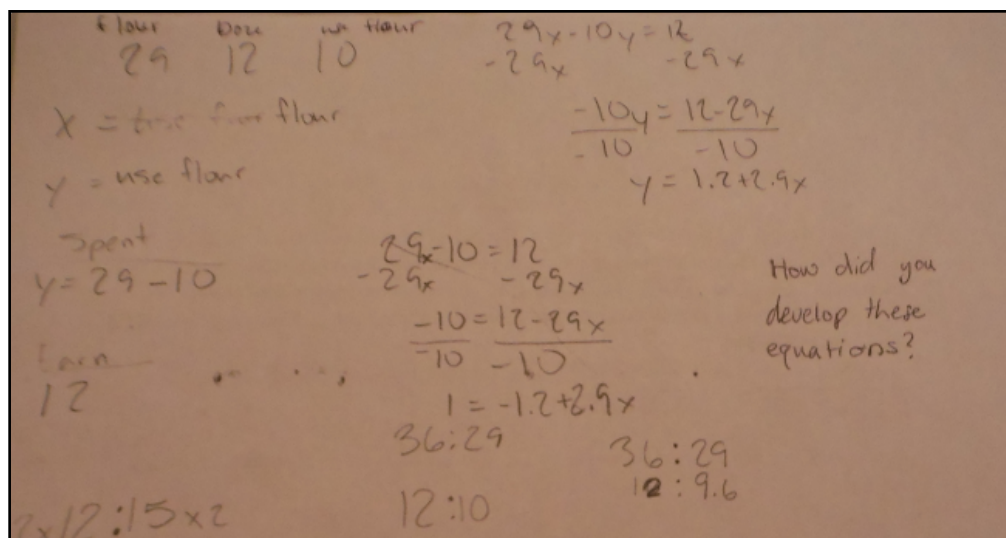 flour
29 12 10
29x-10y=12
-29x -29x
X = flour
-10y = 12-29x
-10 -10
y = use flour
y = 1.2+2.9x
Spent
y=29-10
29x-10=12
-29x -29x
-10 = 12-29x
-10 -10
1 = -1.2+2.9x
How did you
develop these
equations?
Earn
12
36:29
12:10
36:29
12:9.6
2x12:15x2